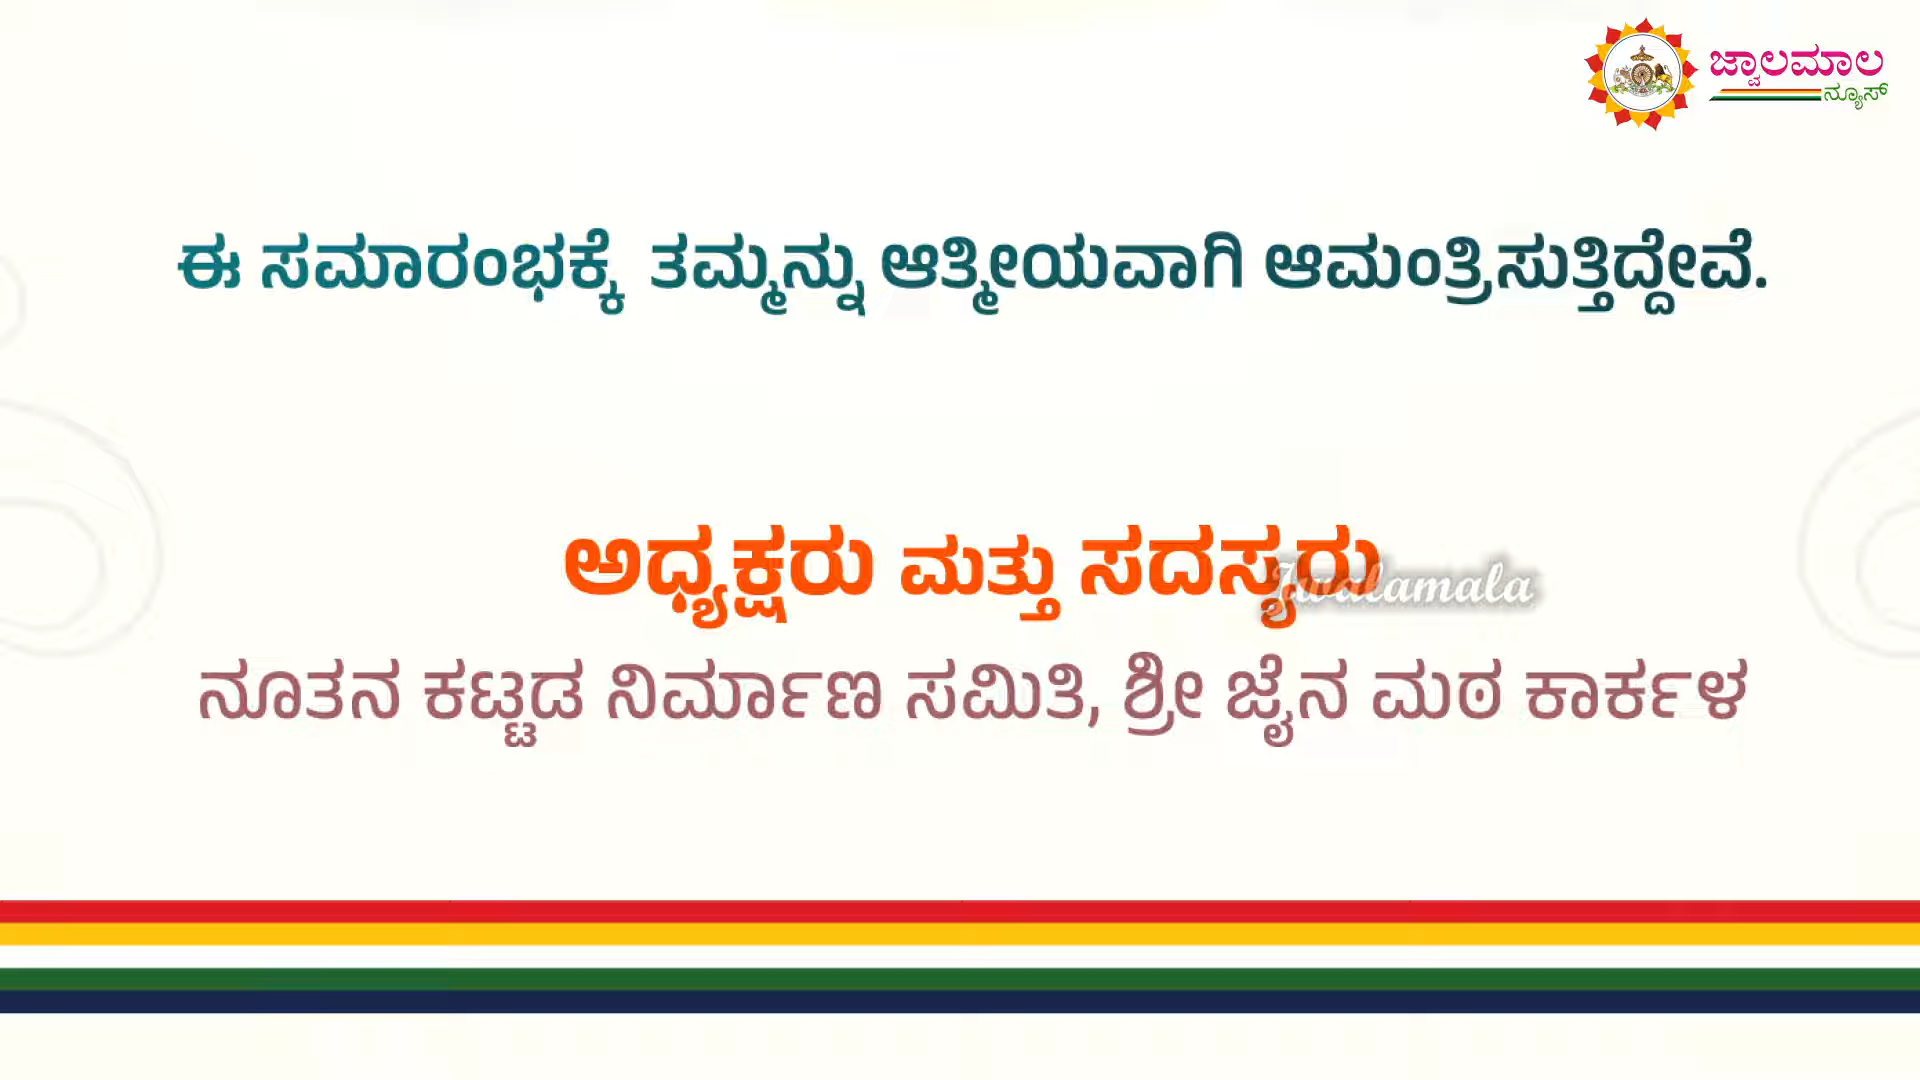 ಜ್ವಾಲಮಾಲ
ನ್ಯೂಸ್
ಈ ಸಮಾರಂಭಕ್ಕೆ ತಮ್ಮನ್ನು ಆತ್ಮೀಯವಾಗಿ ಆಮಂತ್ರಿಸುತ್ತಿದ್ದೇವೆ.
ಅಧ್ಯಕ್ಷರು ಮತ್ತು ಸದಸ್ಯರು
Jwalamala
ನೂತನ ಕಟ್ಟಡ ನಿರ್ಮಾಣ ಸಮಿತಿ, ಶ್ರೀ ಜೈನ ಮಠ ಕಾರ್ಕಳ